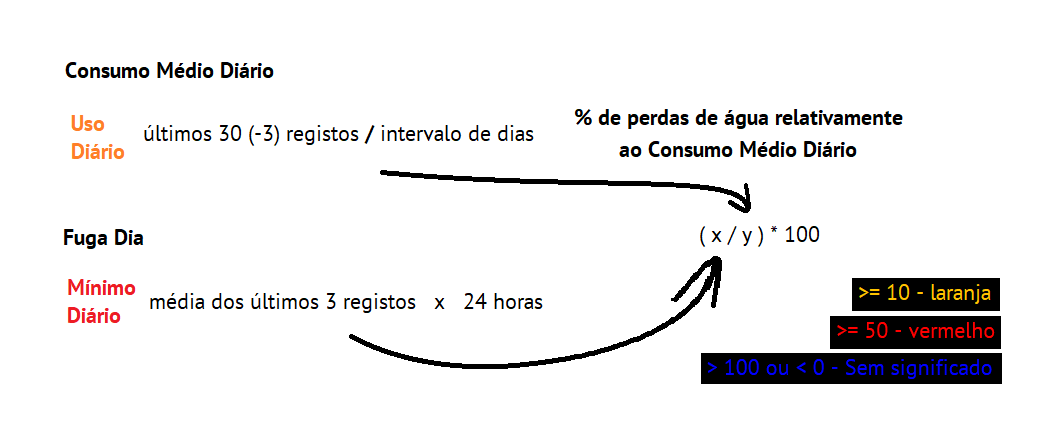 Consumo Médio Diário
Uso
Diário
últimos 30 (-3) registos / intervalo de dias
% de perdas de água relativamente
ao Consumo Médio Diário
( x / y ) * 100
Fuga Dia
Mínimo
Diário
média dos últimos 3 registos x 24 horas
>= 10 - laranja
>= 50 - vermelho
> 100 ou < 0 - Sem significado